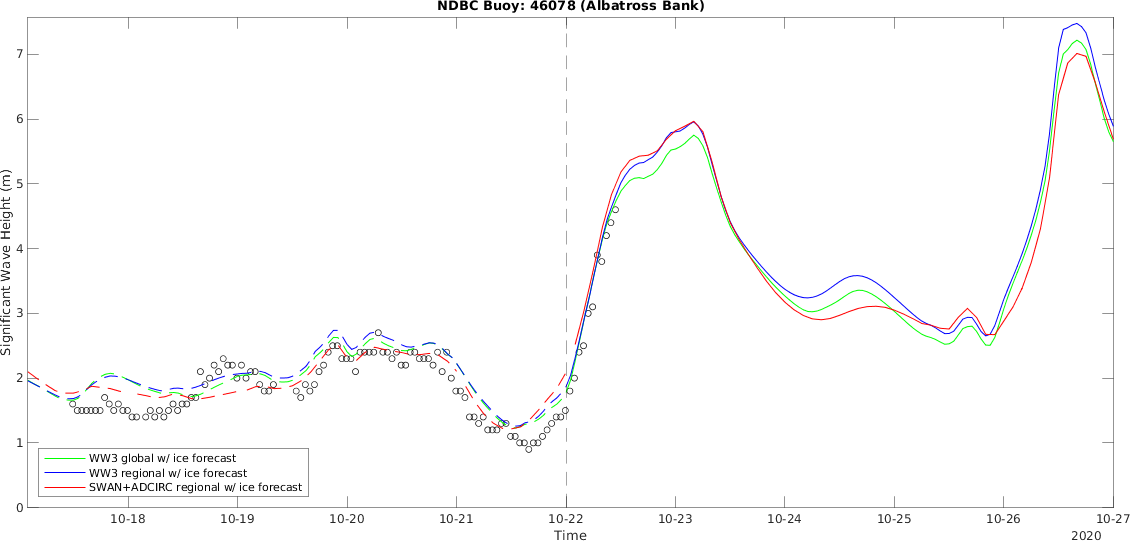 NDBC Buoy: 46078 (Albatross Bank)
Significant Wave Height (m)
7
6
5
4
3
2
1
0
WW3 global w/ ice forecast
WW3 regional w/ ice forecast
SWAN+ADCIRC regional w/ ice forecast
10-18 10-19 10-20 10-21 10-22 10-23 10-24 10-25 10-26 10-27
Time
2020